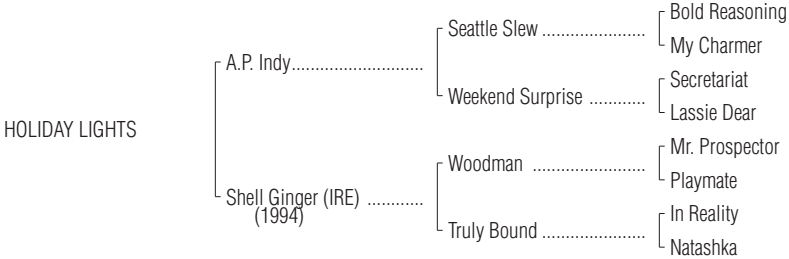 Bold Reasoning
Seattle Slew ......................
My Charmer
A.P. Indy............................
Secretariat
Weekend Surprise ............
Lassie Dear
HOLIDAY LIGHTS
Mr. Prospector
Woodman ........................
Playmate
Shell Ginger (IRE) ............
(1994)
In Reality
Truly Bound ......................
Natashka